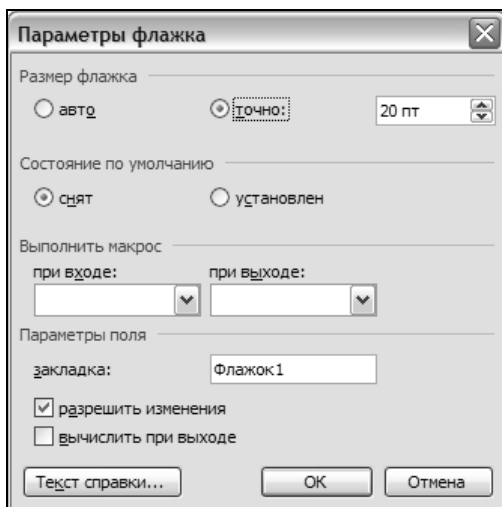 Параметры флажка
Размер флажка
авто точно: 20 пт
Состояние по умолчанию
снят установлен
Выполнить макрос
при входе: при выходе:
Параметры поля
закладка: Флажок1
разрешить изменения
вычислить при выходе
Текст справки... ОК Отмена